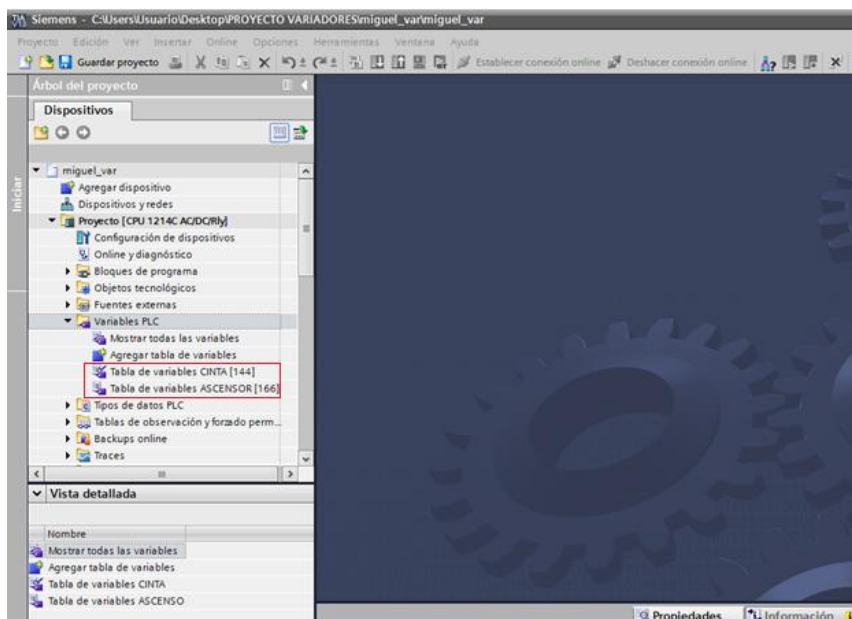 Siemens - C:\Users\Usuario\Desktop\PROYECTO VARIADORES\miguel_var\miguel_var
Proyecto Edición Ver Insertar Online Opciones Herramientas Ventana Ayuda
Guardar proyecto Establecer conexión online Deshacer conexión online
Árbol del proyecto
Dispositivos
Iniciar
miguel_var
Agregar dispositivo
Dispositivos y redes
Proyecto [CPU 1214C AC/DC/Rly]
Configuración de dispositivos
Online y diagnóstico
Bloques de programa
Objetos tecnológicos
Fuentes externas
Variables PLC
Mostrar todas las variables
Agregar tabla de variables
Tabla de variables CINTA [144]
Tabla de variables ASCENSOR [166]
Tipos de datos PLC
Tablas de observación y forzado perm...
Backups online
Traces
Vista detallada
Nombre
Mostrar todas las variables
Agregar tabla de variables
Tabla de variables CINTA
Tabla de variables ASCENSO
Propiedades Información